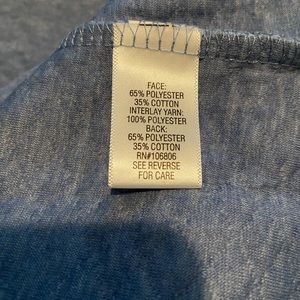 FACE:
65% POLYESTER
35% COTTON
INTERLAY YARN:
100% POLYESTER
BACK:
65% POLYESTER
35% COTTON
RN#106806
SEE REVERSE
FOR CARE